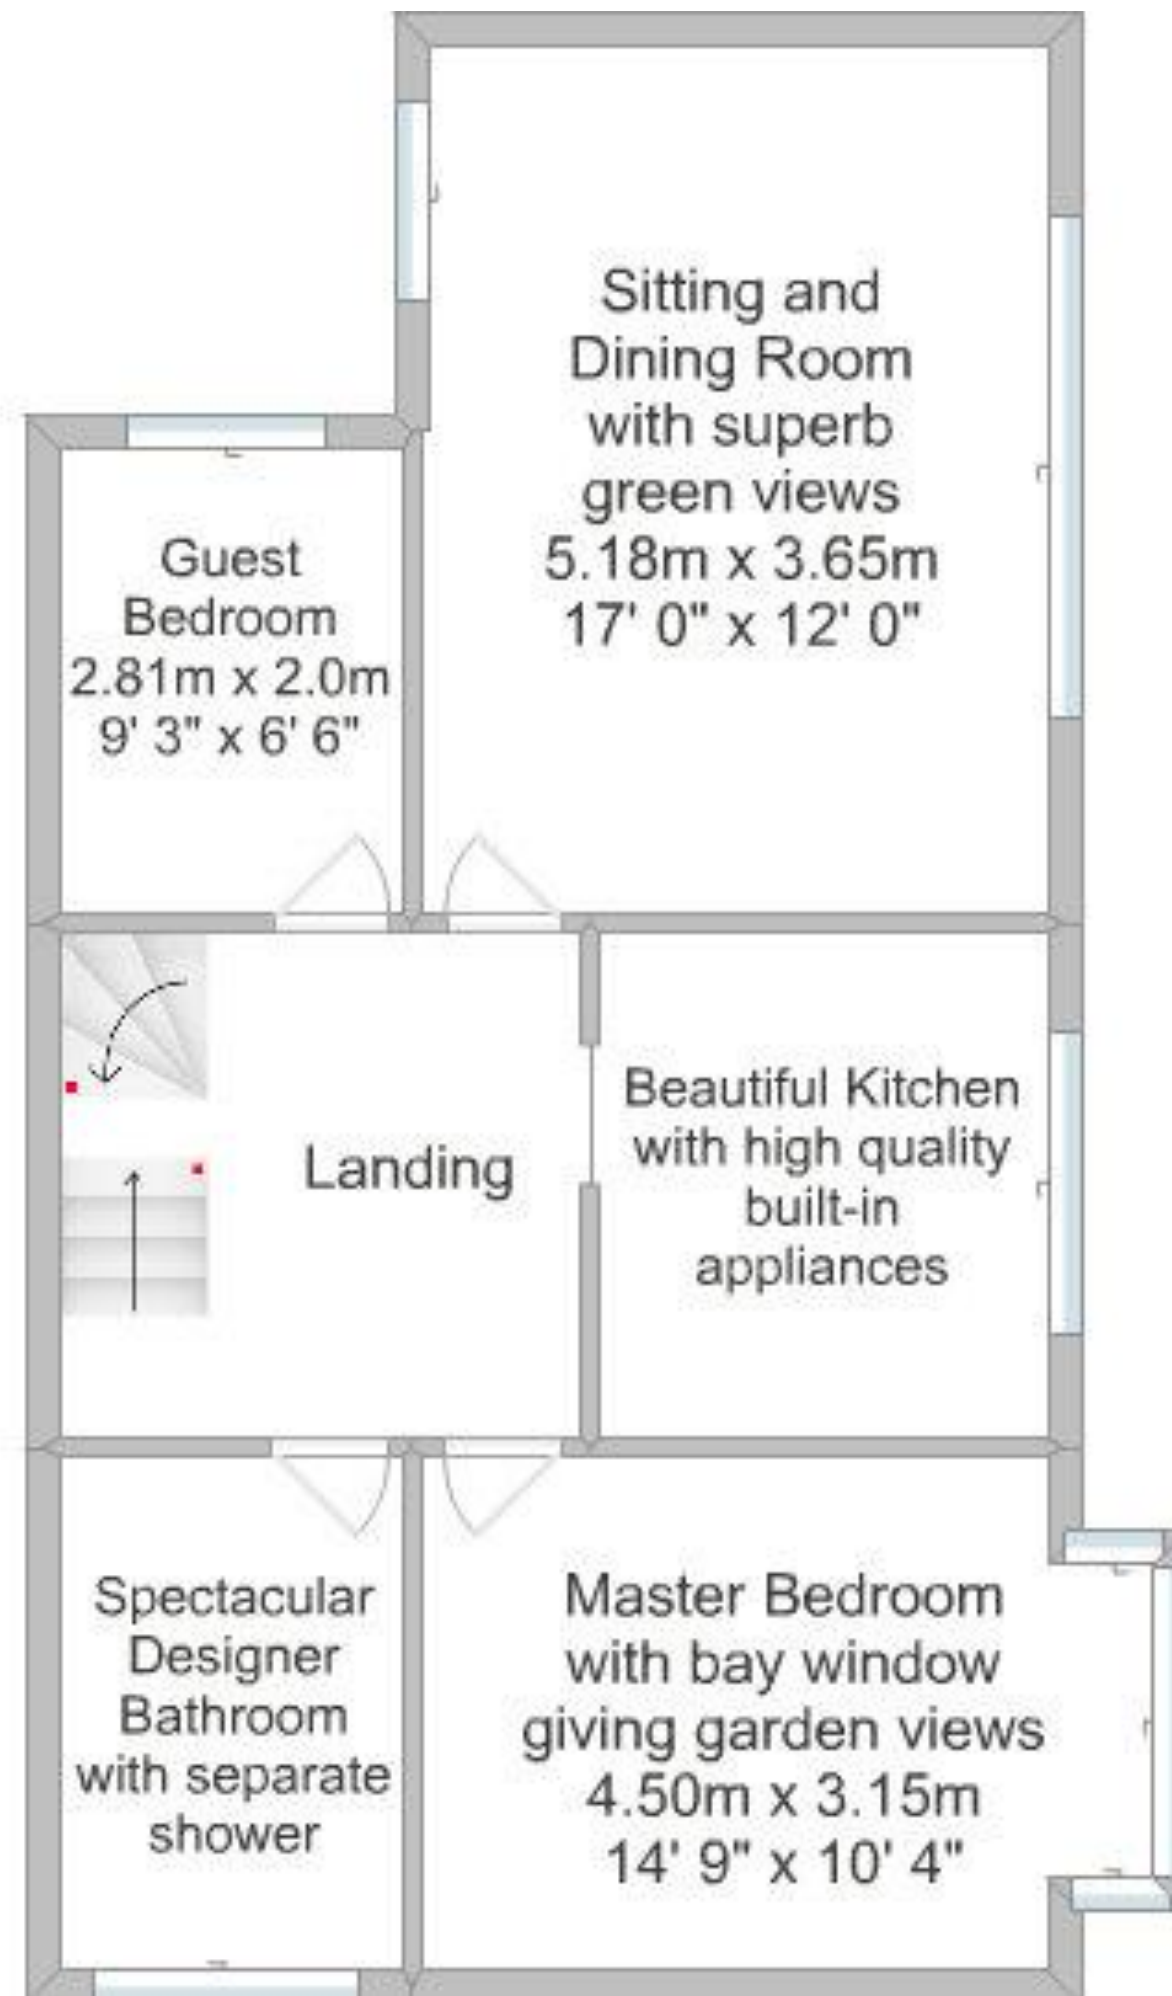 Sitting and
Dining Room
with superb
green views
5.18m x 3.65m
17' 0" x 12' 0"
Guest
Bedroom
2.81m x 2.0m
9' 3" x 6' 6"
Landing
Beautiful Kitchen
with high quality
built-in
appliances
Spectacular
Designer
Bathroom
with separate
shower
Master Bedroom
with bay window
giving garden views
4.50m x 3.15m
14' 9" x 10' 4"